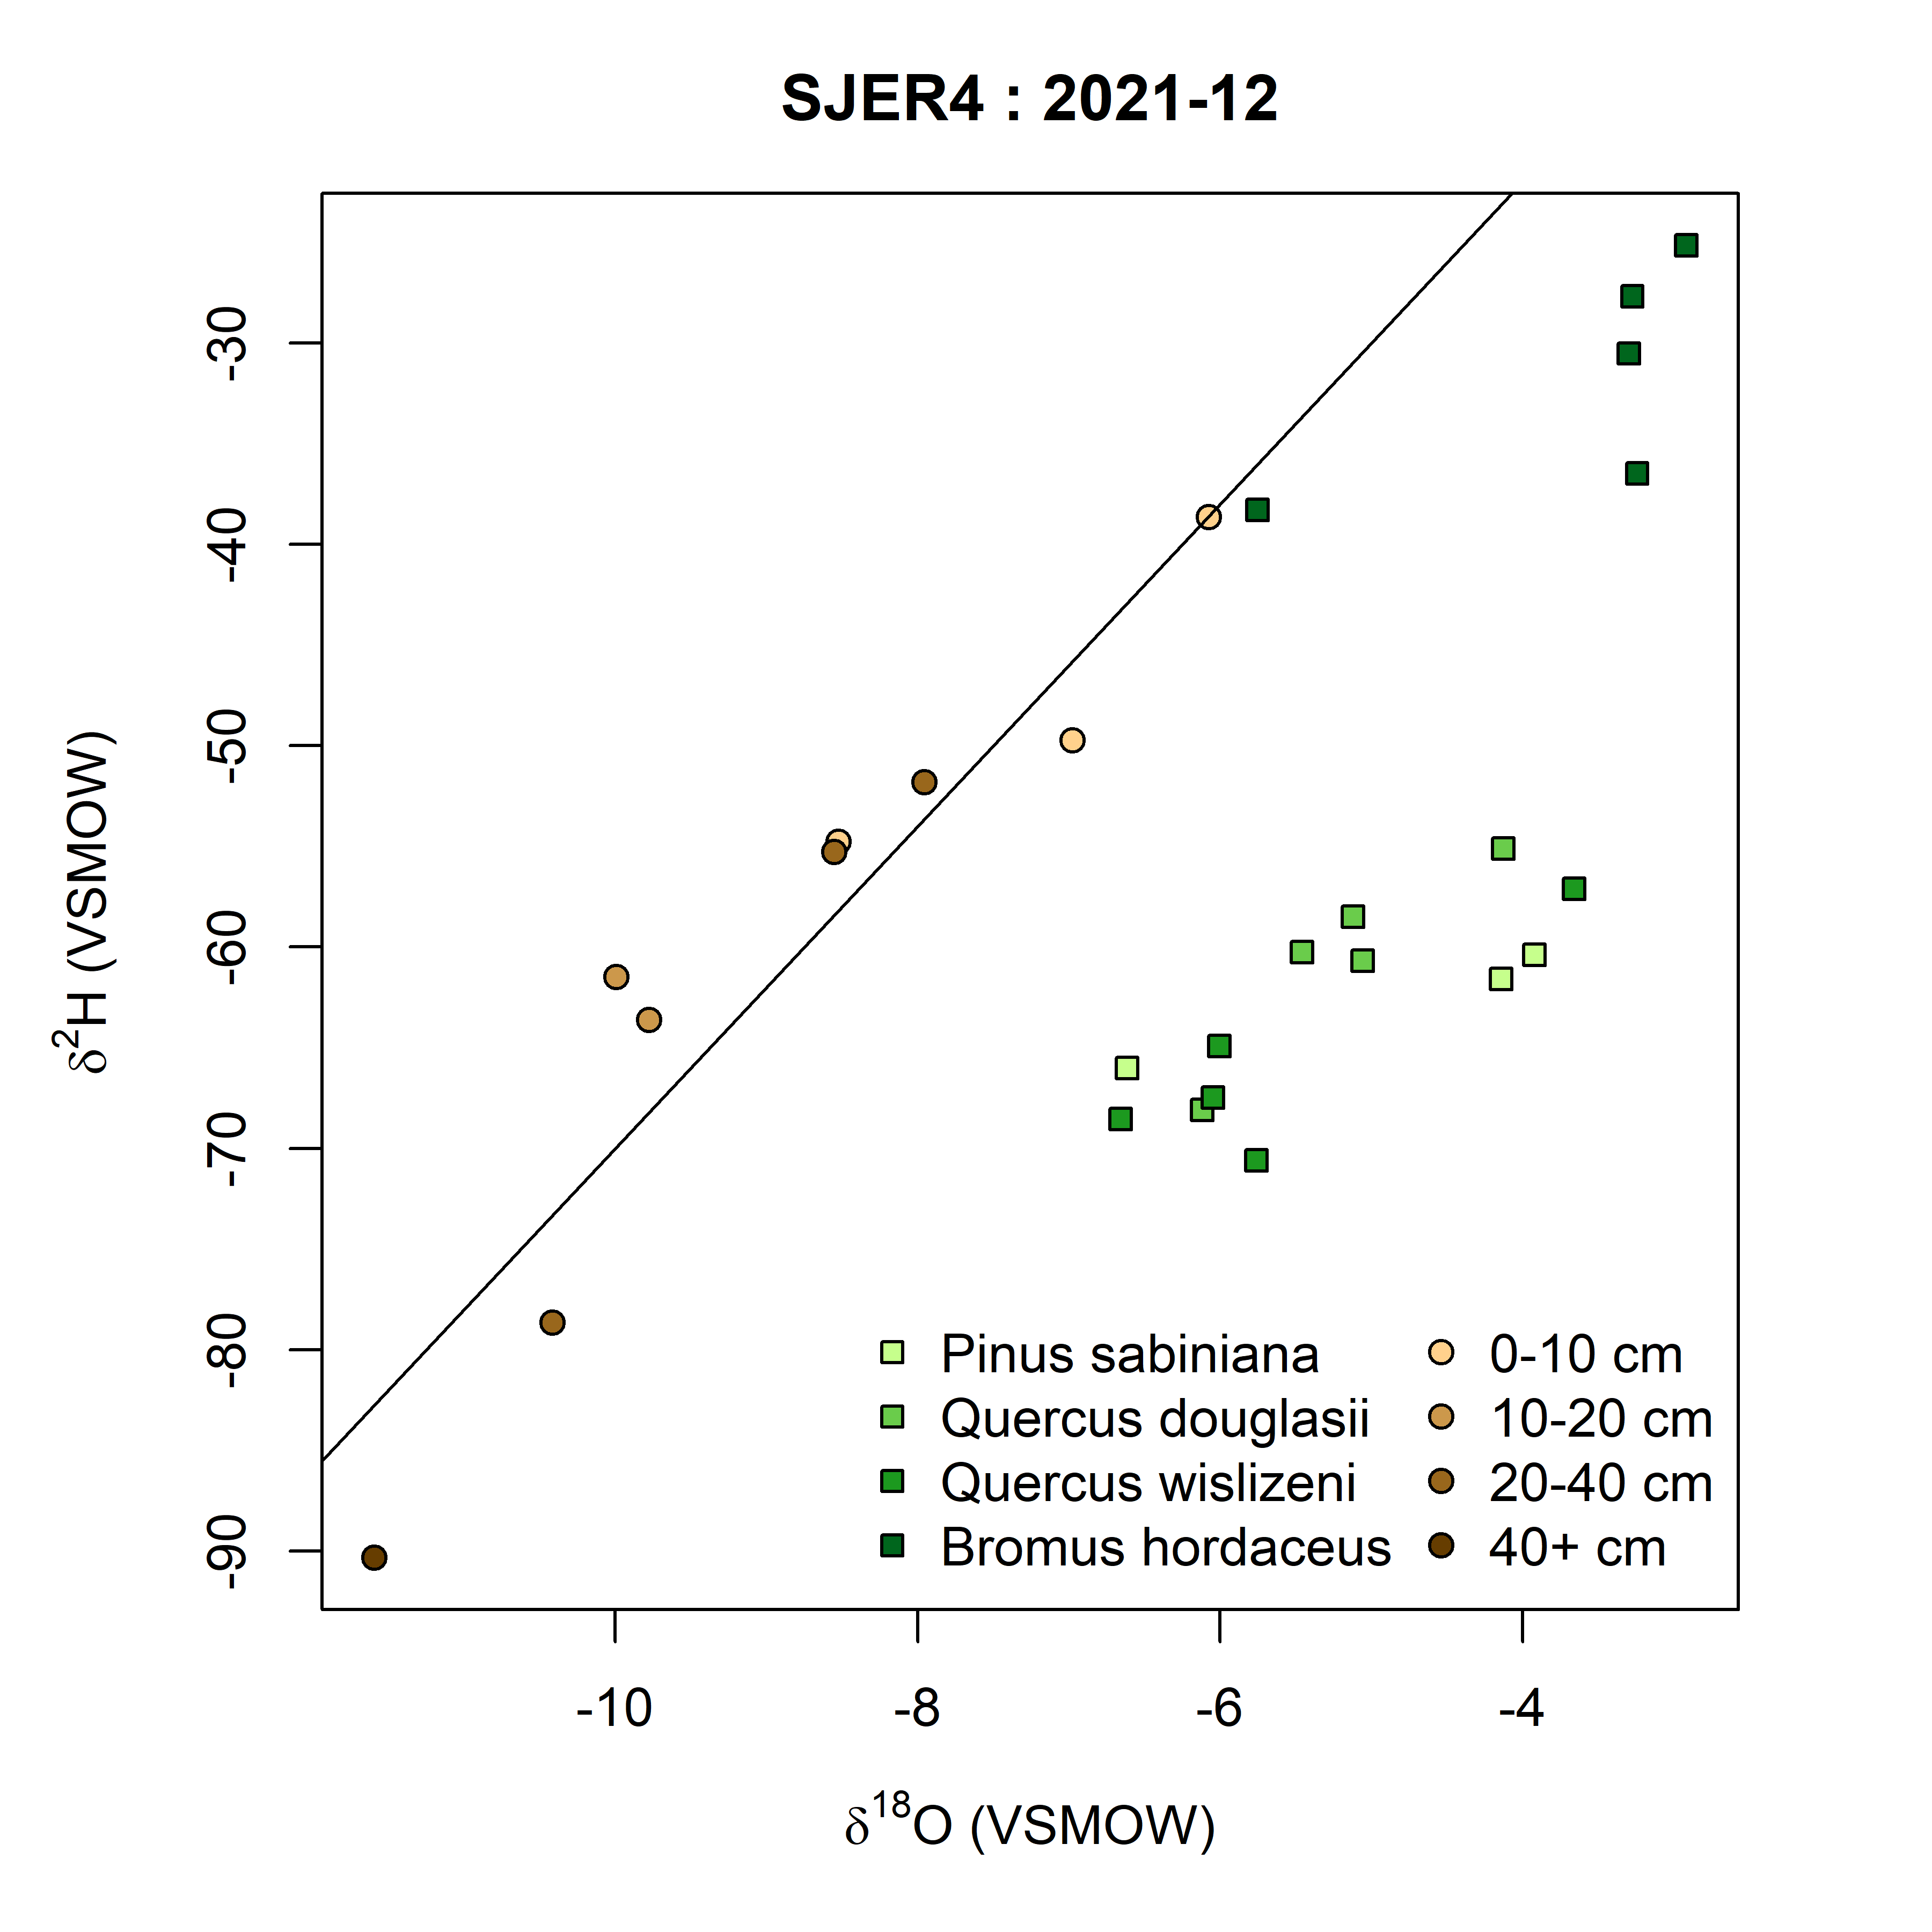 SJER4 : 2021-12
δ²H (VSMOW)
-30
-40
-50
-60
-70
-80
-90
Pinus sabiniana
Quercus douglasii
Quercus wislizeni
Bromus hordaceus
0-10 cm
10-20 cm
20-40 cm
40+ cm
-10 -8 -6 -4
δ¹⁸O (VSMOW)